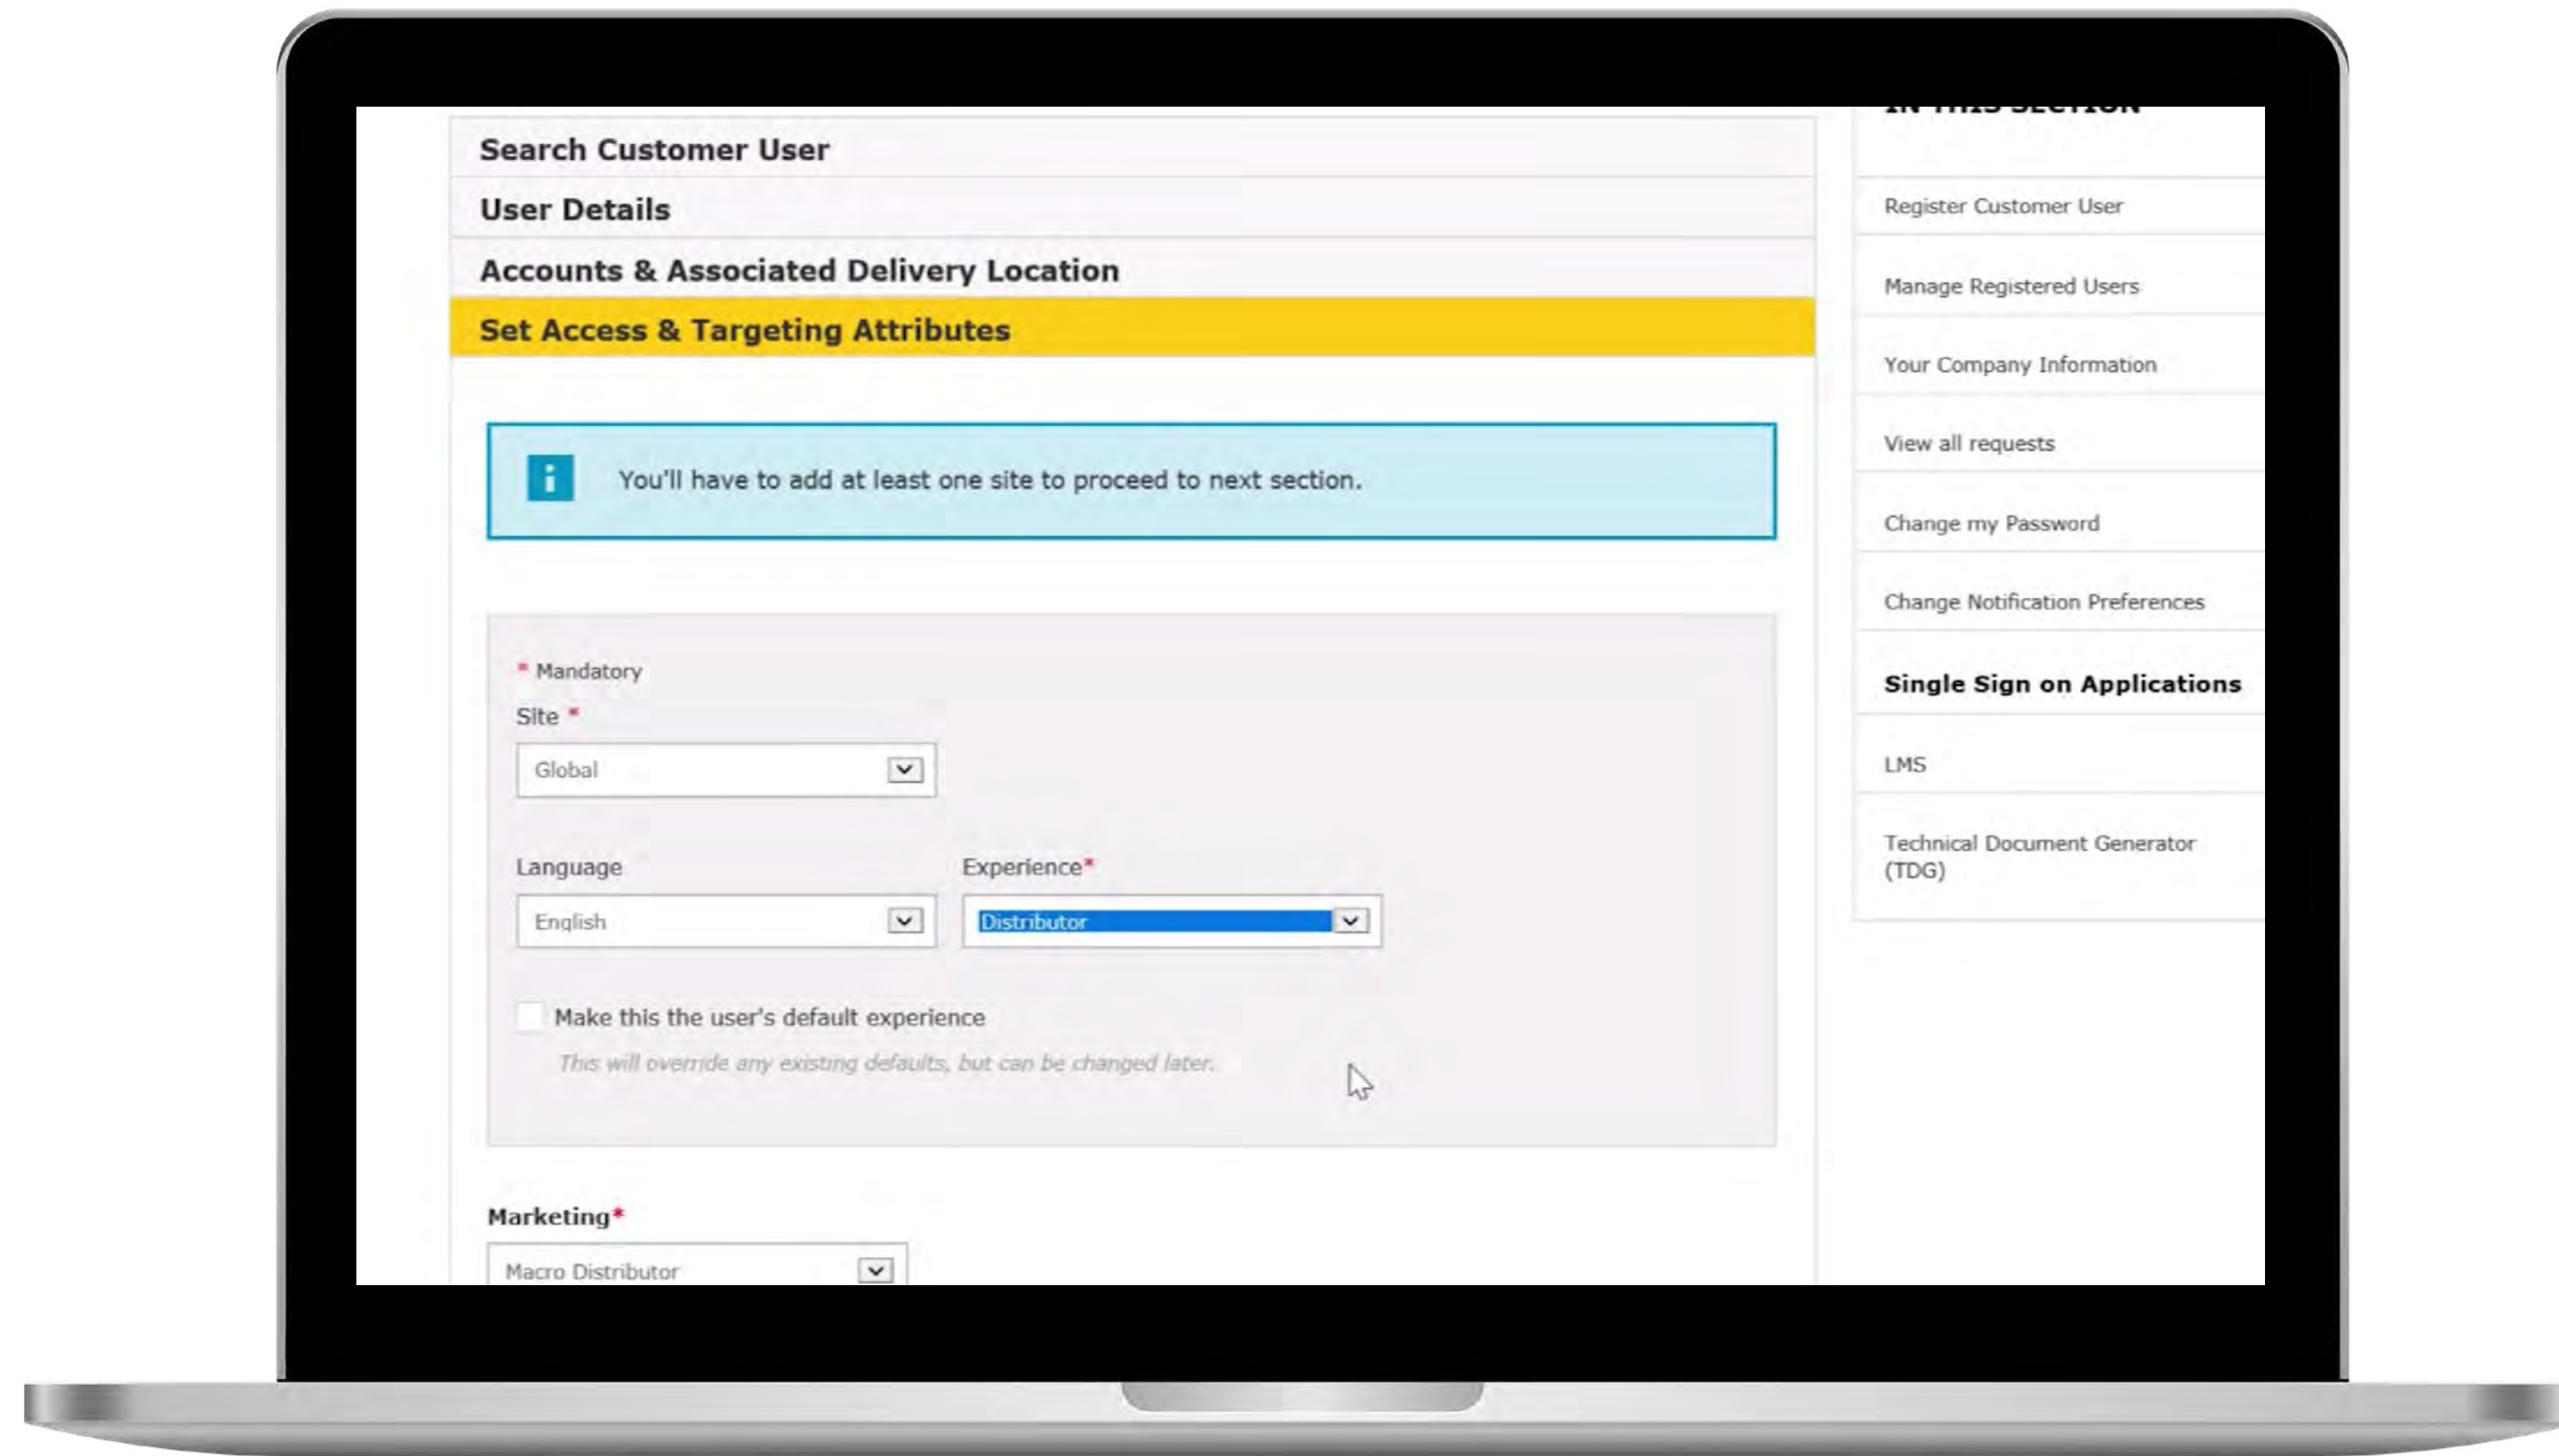 Search Customer User
User Details
Accounts & Associated Delivery Location
Set Access & Targeting Attributes
You'll have to add at least one site to proceed to next section.
* Mandatory
Site *
Global
Language
Experience*
English
Distributor
Make this the user's default experience
This will override any existing defaults, but can be changed later.
Marketing*
Macro Distributor
IN THIS SECTION
Register Customer User
Manage Registered Users
Your Company Information
View all requests
Change my Password
Change Notification Preferences
Single Sign on Applications
LMS
Technical Document Generator
(TDG)